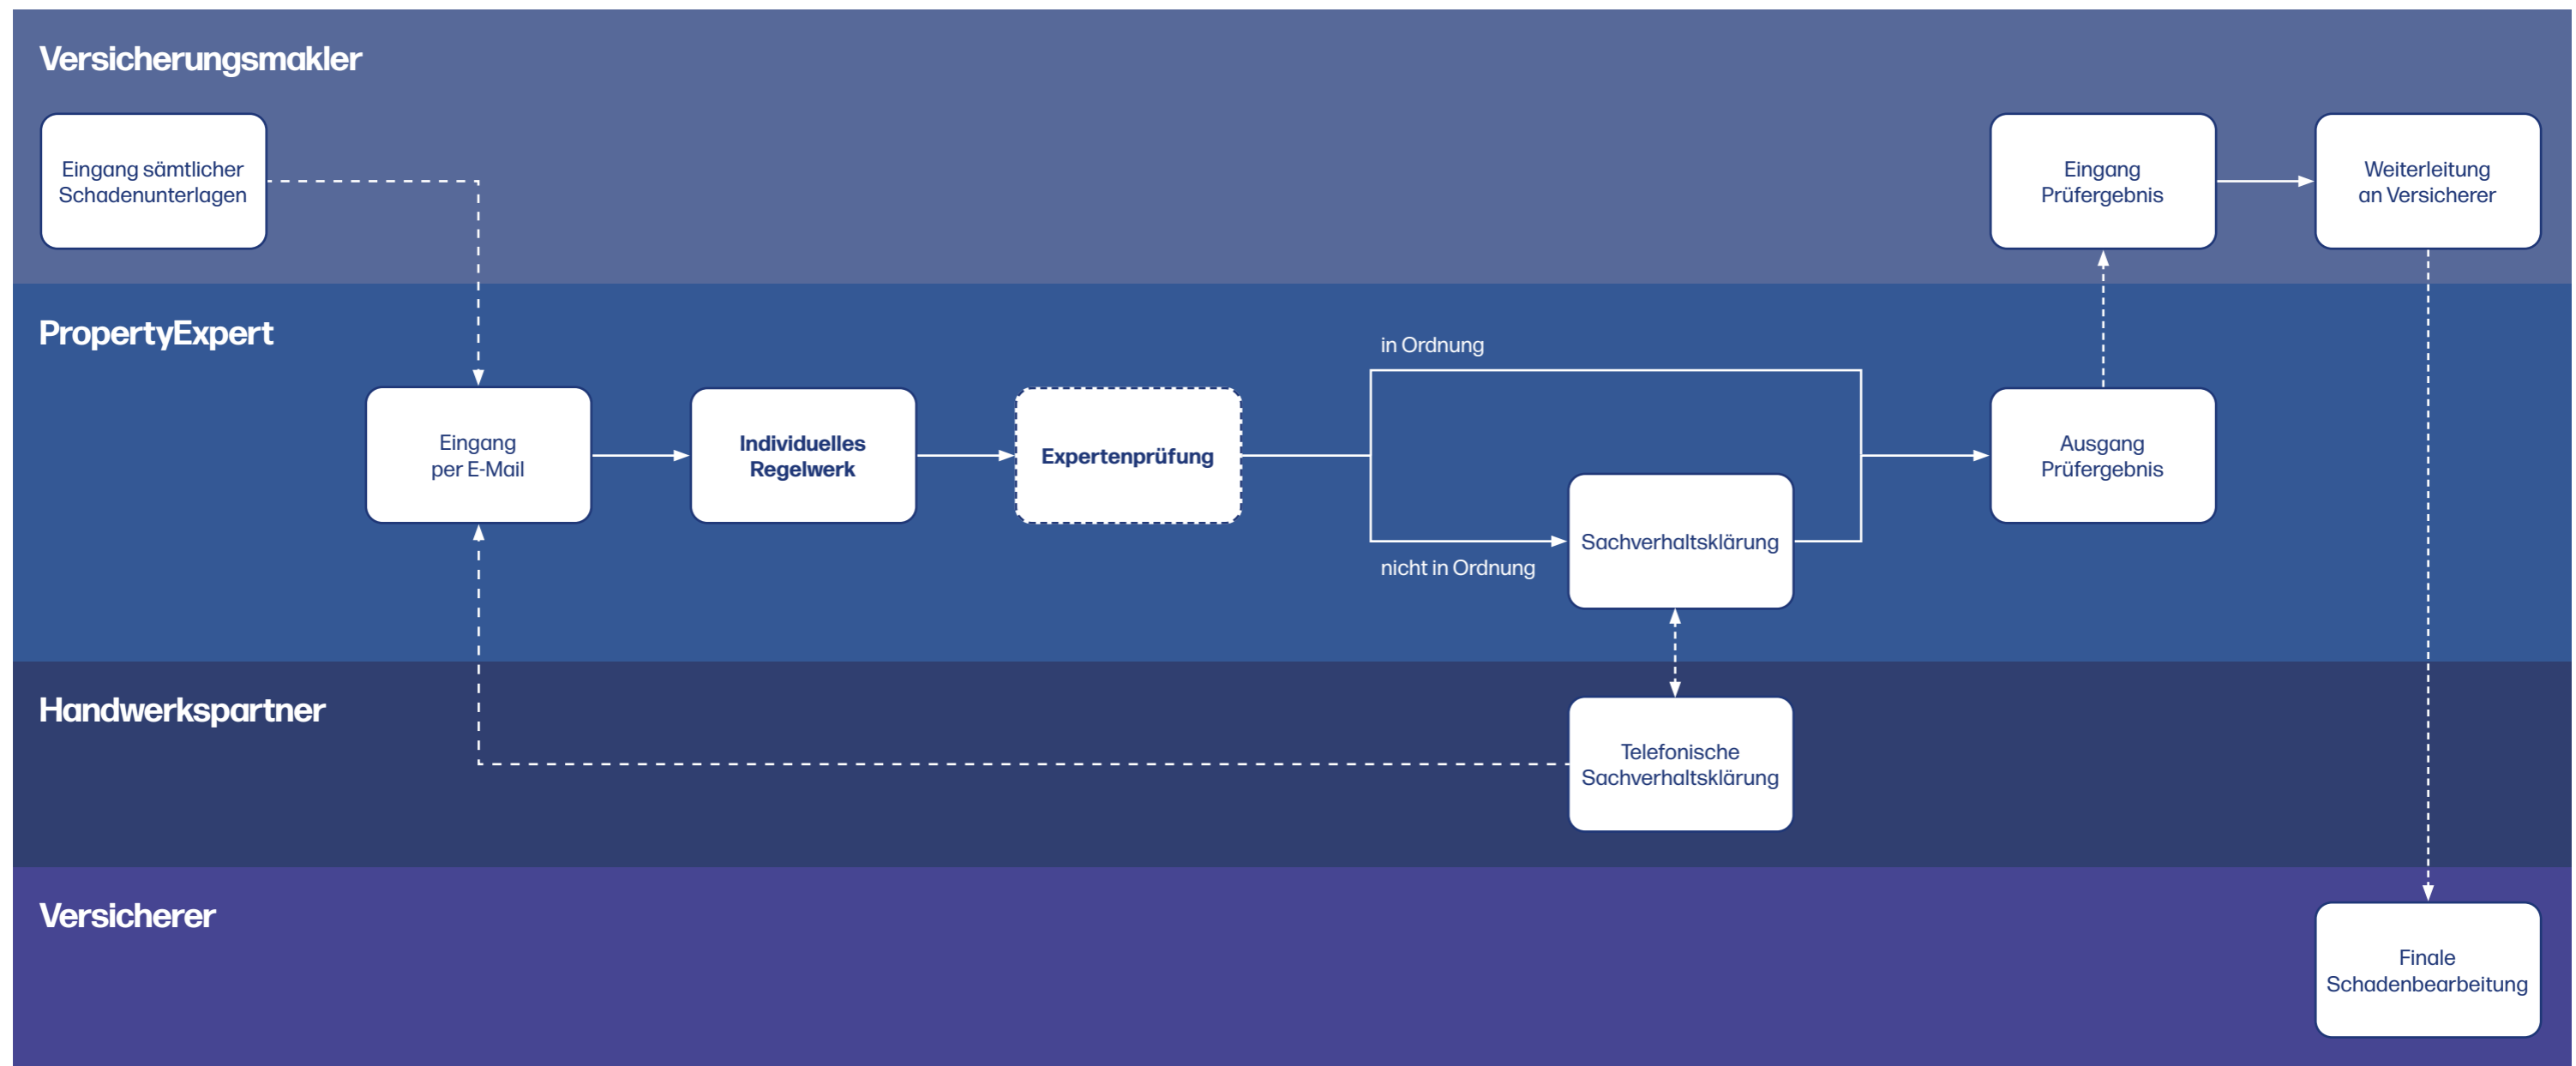 Versicherungsmakler
Eingang sämtlicher
Schadenunterlagen
Eingang
Prüfergebnis
Weiterleitung
an Versicherer
PropertyExpert
in Ordnung
Eingang
per E-Mail
Individuelles
Regelwerk
Expertenprüfung
Ausgang
Prüfergebnis
Sachverhaltsklärung
nicht in Ordnung
Handwerkspartner
Telefonische
Sachverhaltsklärung
Versicherer
Finale
Schadenbearbeitung